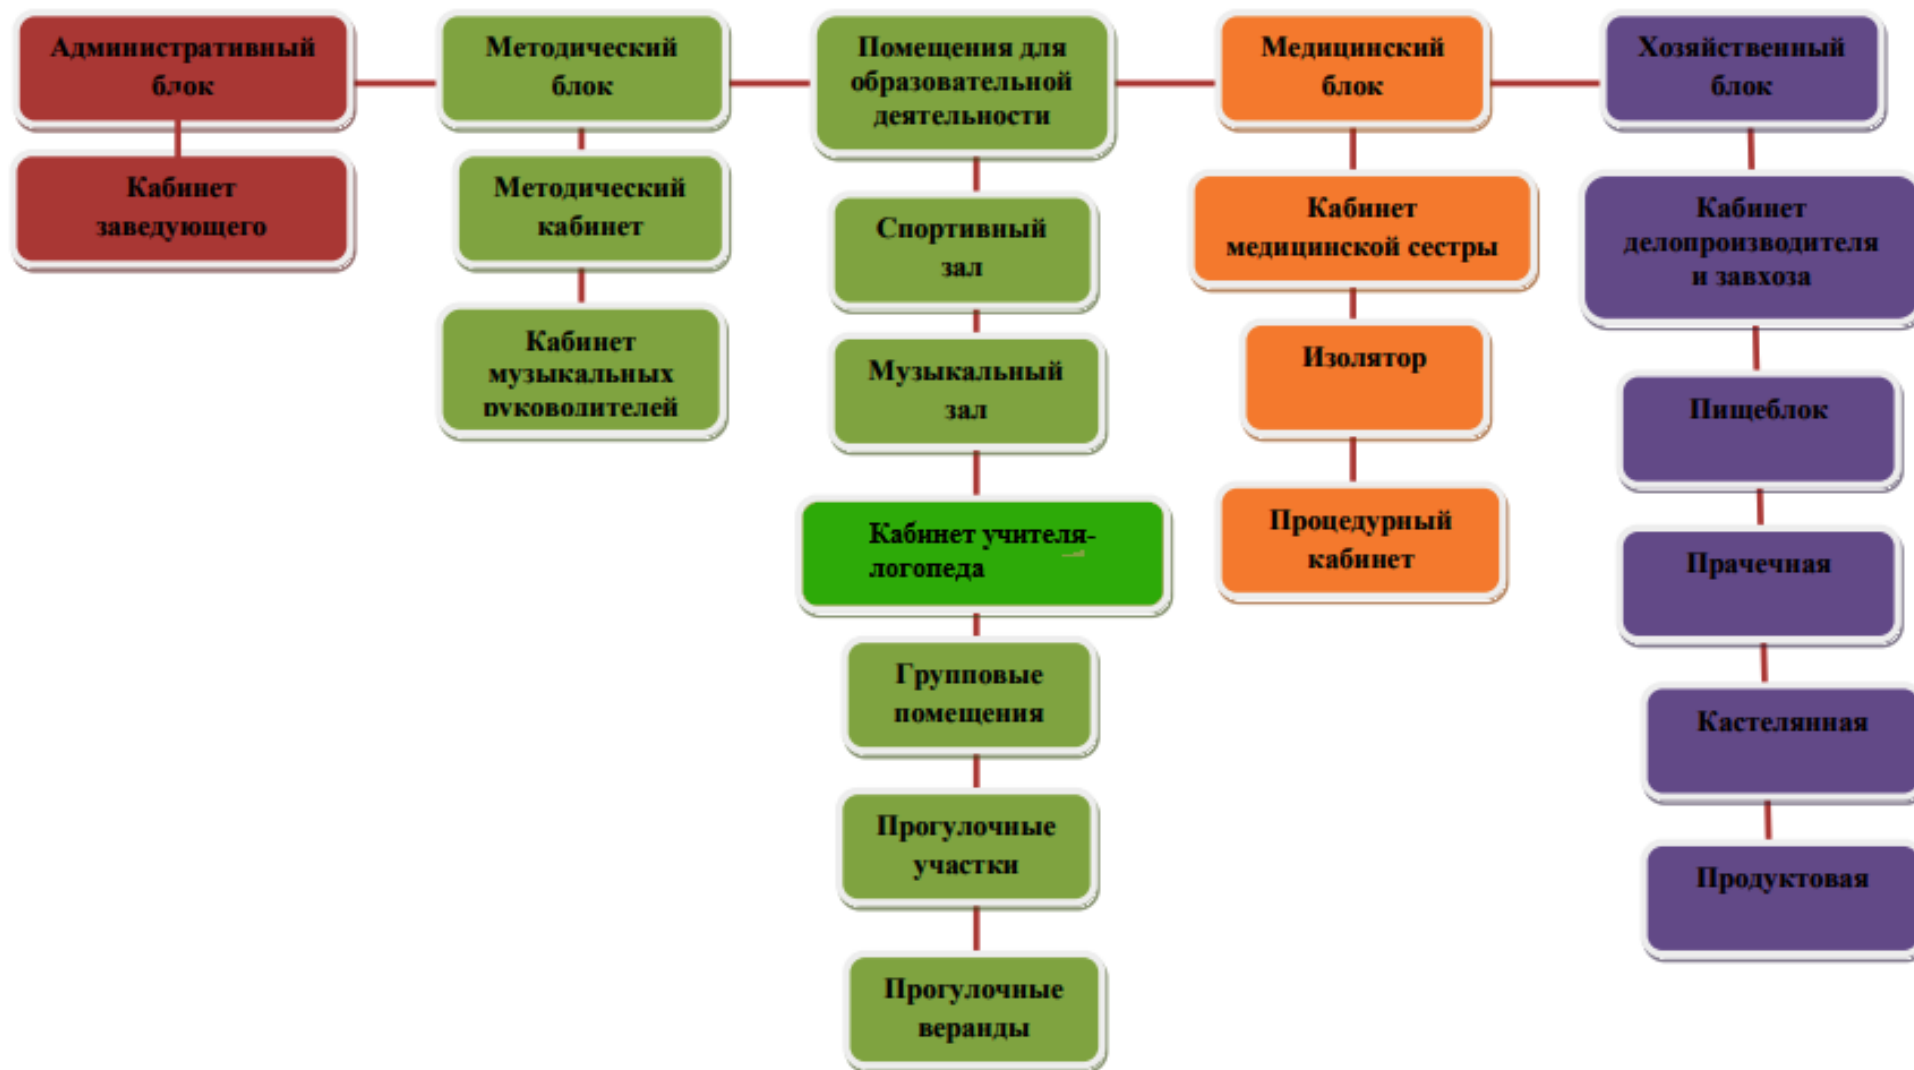 Административный
блок
Кабинет
заведующего
Методический
блок
Методический
кабинет
Кабинет
музыкальных
руководителей
Помещения для
образовательной
деятельности
Спортивный
зал
Музыкальный
зал
Кабинет учителя-
логопеда
Групповые
помещения
Прогулочные
участки
Прогулочные
веранды
Медицинский
блок
Кабинет
медицинской сестры
Изолятор
Процедурный
кабинет
Хозяйственный
блок
Кабинет
делопроизводителя
и завхоза
Пищеблок
Прачечная
Кастелянная
Продуктовая